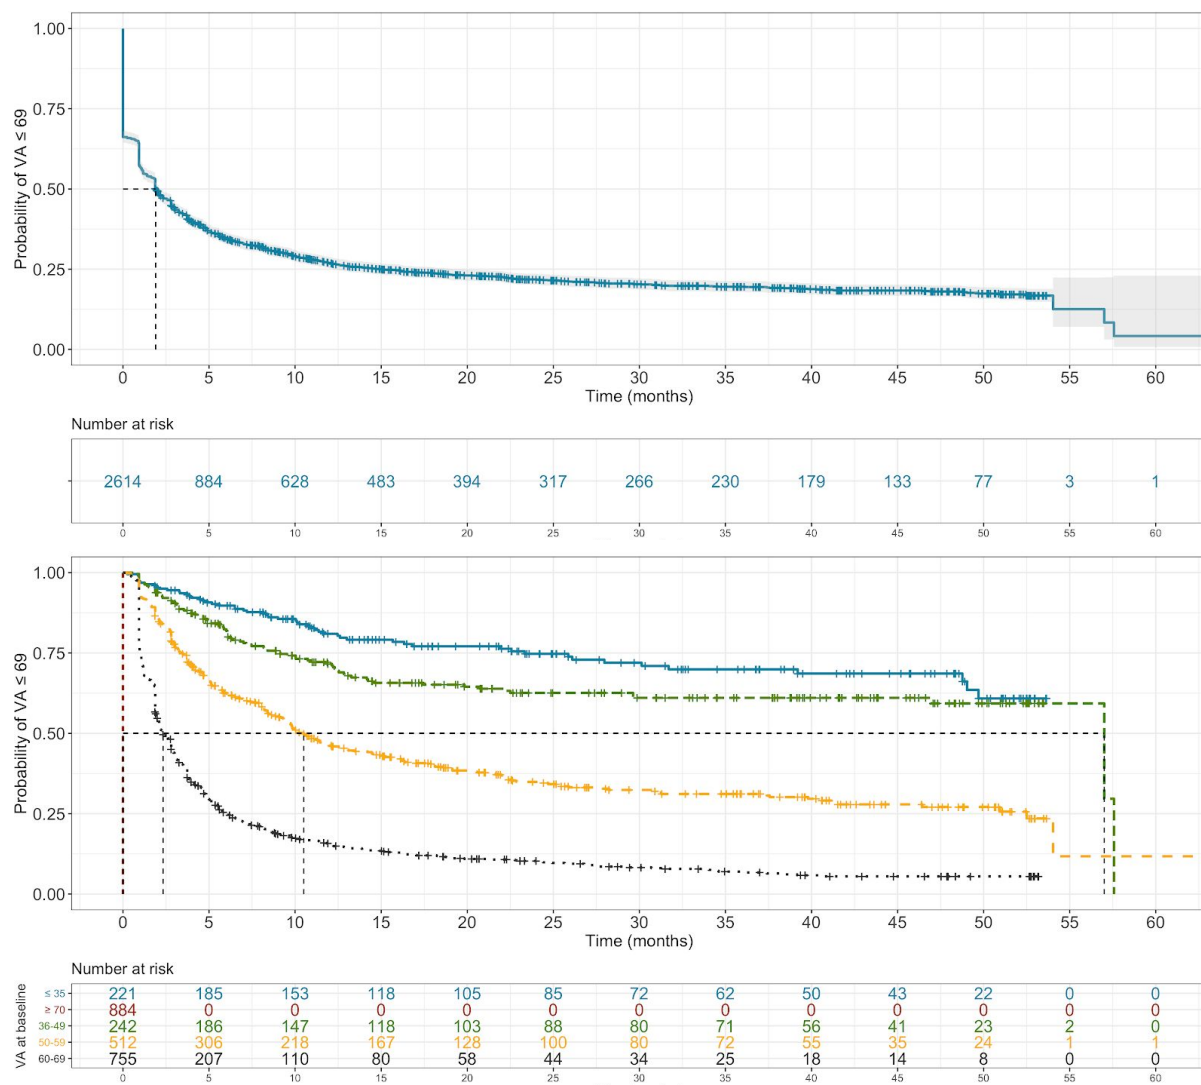 Probability of VA ≤ 69
1.00
0.75
0.50
0.25
0.00
0 5 10 15 20 25 30 35 40 45 50 55 60
Time (months)
Number at risk
2614 884 628 483 394 317 266 230 179 133 77 3 1
0 5 10 15 20 25 30 35 40 45 50 55 60
Probability of VA ≤ 69
1.00
0.75
0.50
0.25
0.00
0 5 10 15 20 25 30 35 40 45 50 55 60
Time (months)
Number at risk
VA at baseline
≤ 35 221 185 153 118 105 85 72 62 50 43 22 0 0
≥ 70 884 0 0 0 0 0 0 0 0 0 0 0 0
36-49 242 186 147 118 103 88 80 71 56 41 23 2 0
50-59 512 306 218 167 128 100 80 72 55 35 24 1 1
60-69 755 207 110 80 58 44 34 25 18 14 8 0 0
0 5 10 15 20 25 30 35 40 45 50 55 60